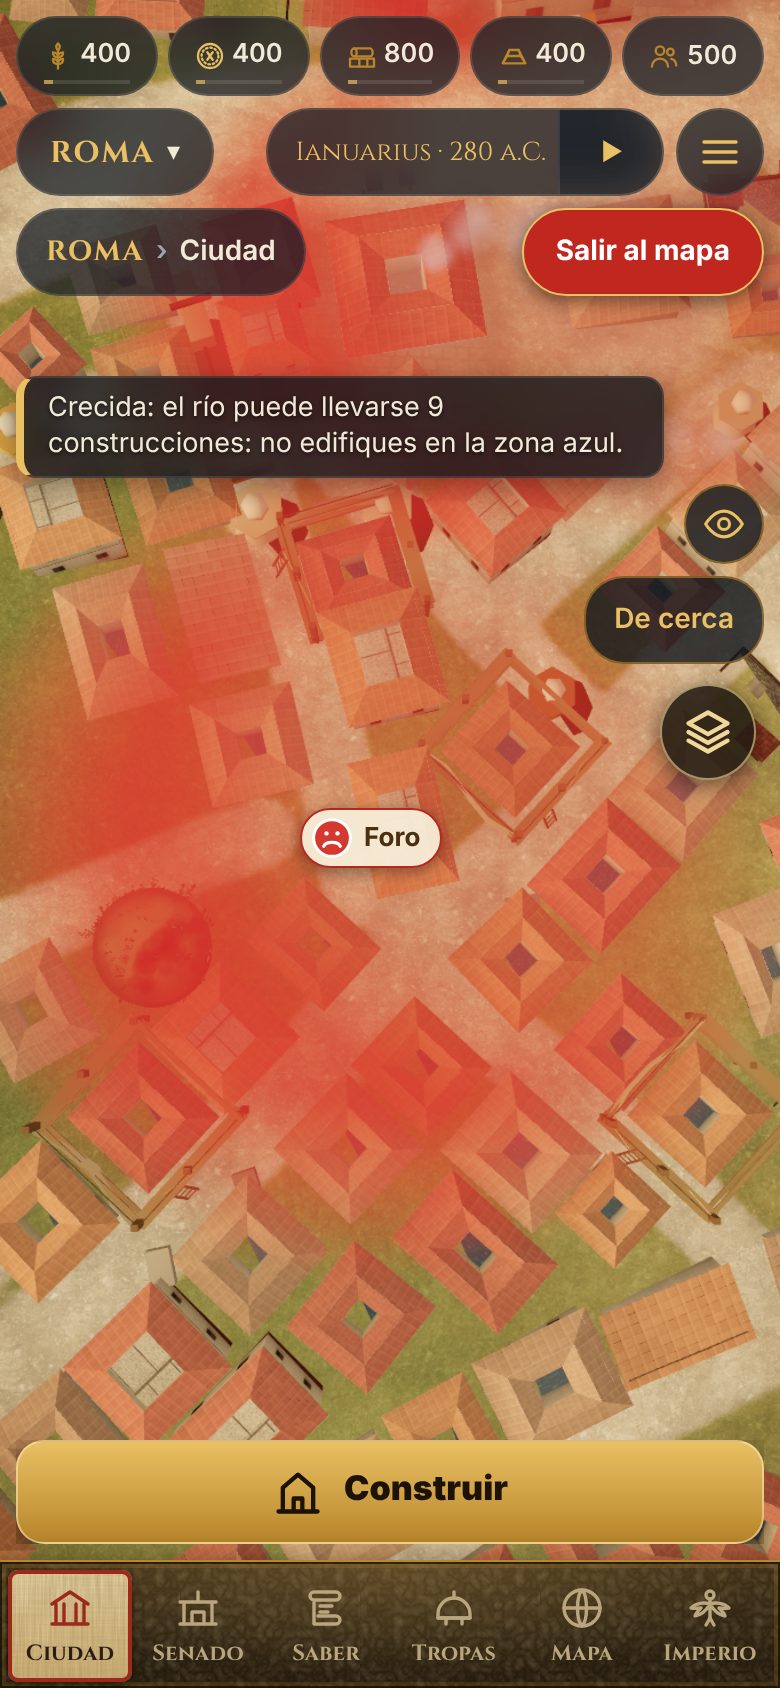 400
400
800
400
500
ROMA ▾
IANUARIUS · 280 A.C.
ROMA › Ciudad
Salir al mapa
Crecida: el río puede llevarse 9
construcciones: no edifiques en la zona azul.
De cerca
Foro
Construir
CIUDAD
SENADO
SABER
TROPAS
MAPA
IMPERIO